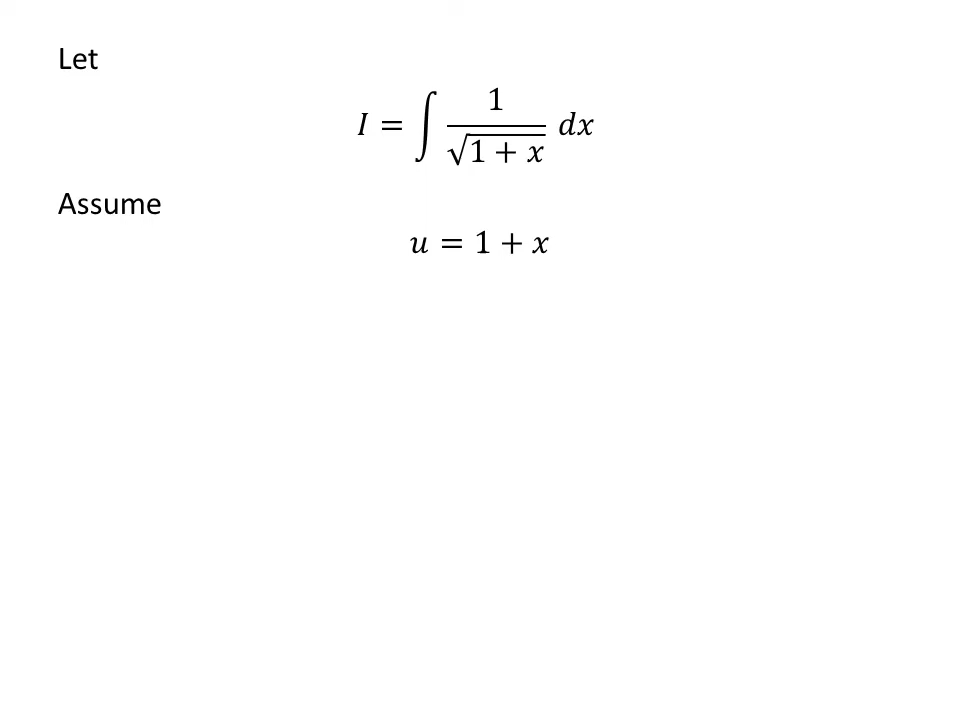 Let
𝐼 = ∫ 1/√(1 + 𝑥) 𝑑𝑥
Assume
𝑢 = 1 + 𝑥